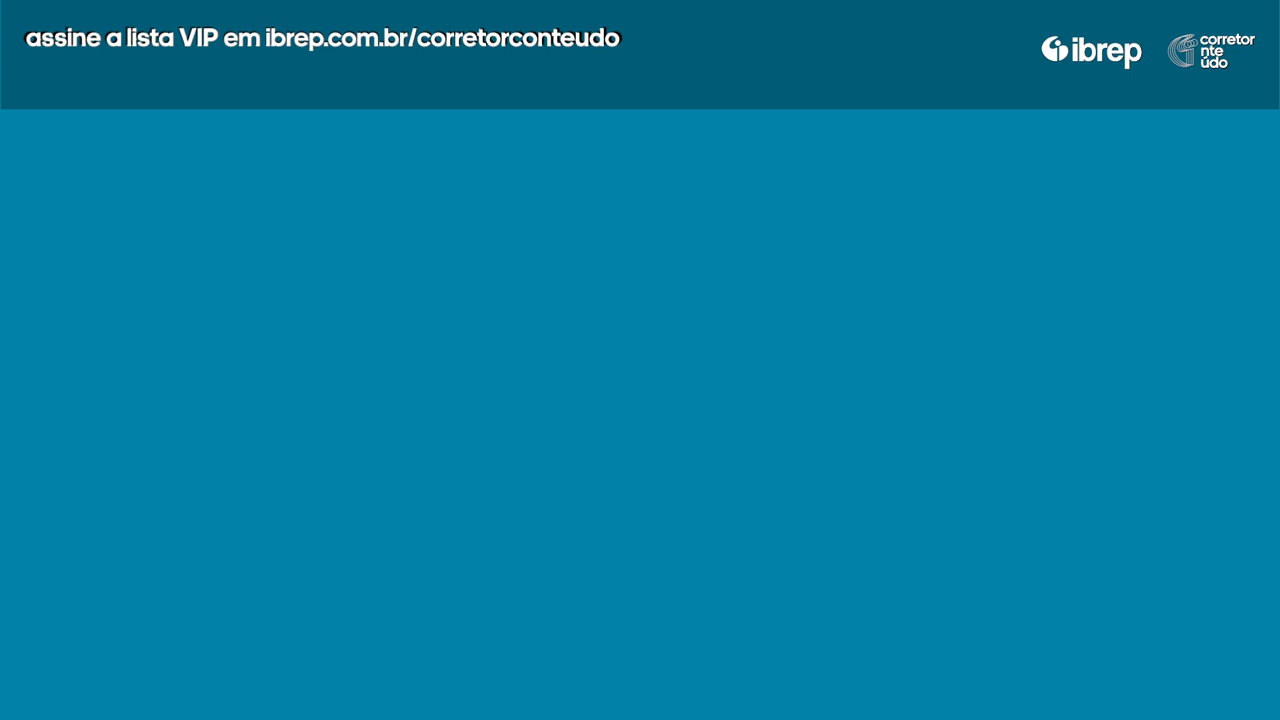 assine a lista VIP em ibrep.com.br/corretorconteudo
ibrep
corretor
nte
údo